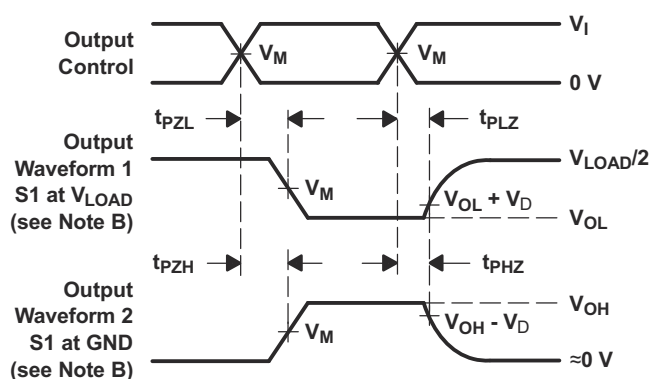 Output
Control
V_M
V_M
V_I
0 V
t_PZL
t_PLZ
Output
Waveform 1
S1 at V_LOAD
(see Note B)
V_M
V_LOAD/2
V_OL + V_D
V_OL
t_PZH
t_PHZ
Output
Waveform 2
S1 at GND
(see Note B)
V_M
V_OH
V_OH - V_D
≈0 V